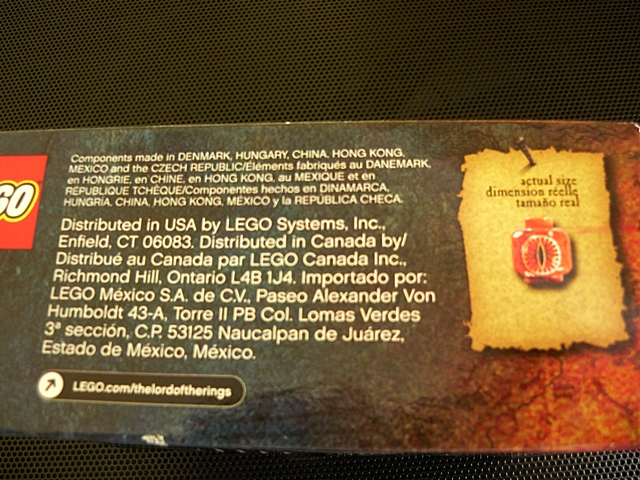 GO
Components made in DENMARK, HUNGARY, CHINA, HONG KONG,
MEXICO and the CZECH REPUBLIC/Éléments fabriqués au DANEMARK,
en HONGRIE, en CHINE, en HONG KONG, au MEXIQUE et en
RÉPUBLIQUE TCHÈQUE/Componentes hechos en DINAMARCA,
HUNGRÍA, CHINA, HONG KONG, MÉXICO y la REPÚBLICA CHECA.
Distributed in USA by LEGO Systems, Inc.,
Enfield, CT 06083. Distributed in Canada by/
Distribué au Canada par LEGO Canada Inc.,
Richmond Hill, Ontario L4B 1J4. Importado por:
LEGO México S.A. de C.V., Paseo Alexander Von
Humboldt 43-A, Torre II PB Col. Lomas Verdes
3ª sección, C.P. 53125 Naucalpan de Juárez,
Estado de México, México.
LEGO.com/thelordoftherings
actual size
dimension réelle
tamaño real